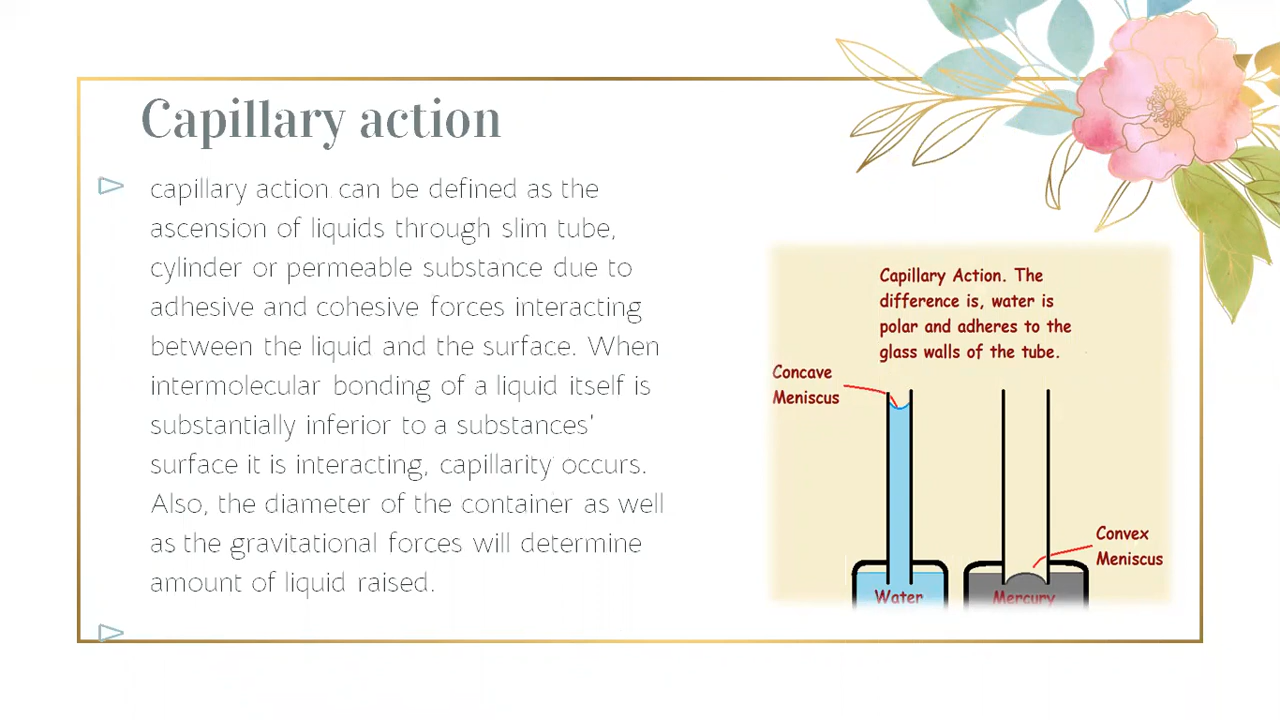 Capillary action
capillary action can be defined as the
ascension of liquids through slim tube,
cylinder or permeable substance due to
adhesive and cohesive forces interacting
between the liquid and the surface. When
intermolecular bonding of a liquid itself is
substantially inferior to a substances'
surface it is interacting, capillarity occurs.
Also, the diameter of the container as well
as the gravitational forces will determine
amount of liquid raised.
Capillary Action. The
difference is, water is
polar and adheres to the
glass walls of the tube.
Concave
Meniscus
Convex
Meniscus
Water
Mercury